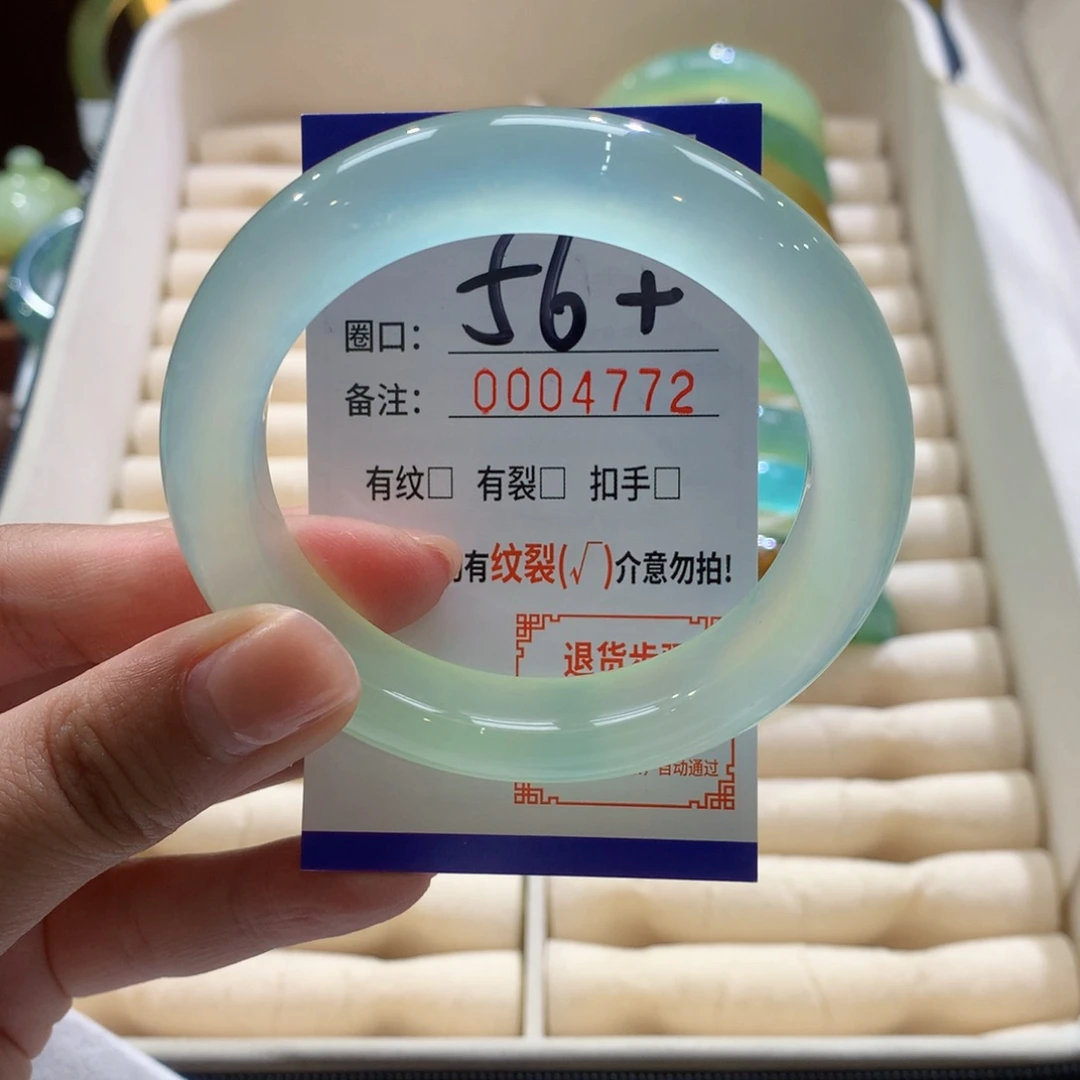 圈口： 56+
备注： 0004772
有纹□ 有裂□ 扣手□
有纹裂(√)介意勿拍!
退货步
自动通过